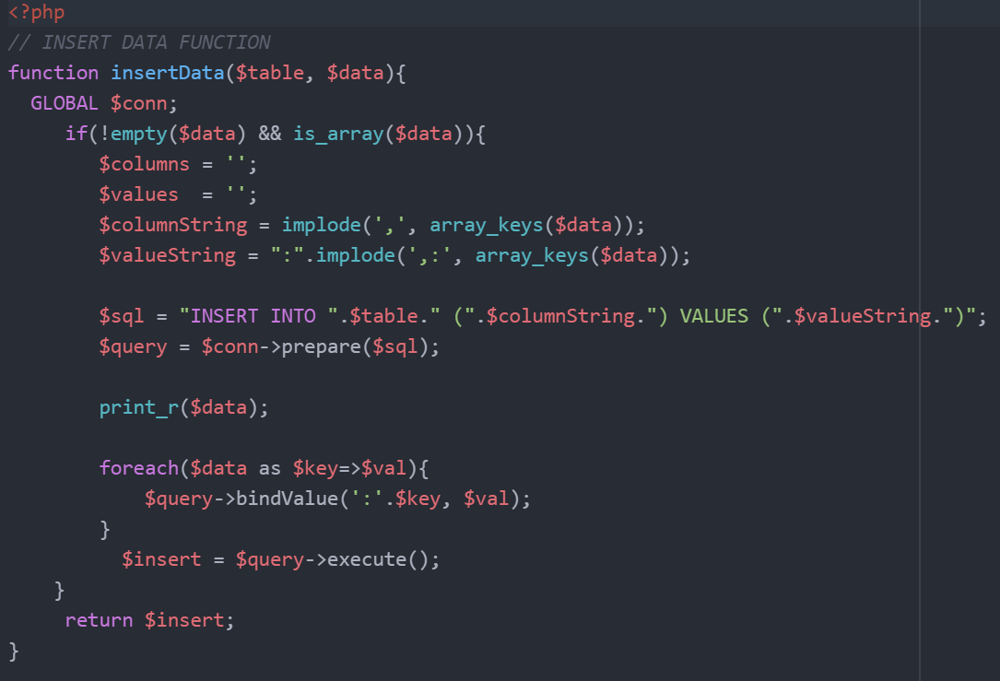 <?php
// INSERT DATA FUNCTION
function insertData($table, $data){
  GLOBAL $conn;
     if(!empty($data) && is_array($data)){
        $columns = '';
        $values  = '';
        $columnString = implode(',', array_keys($data));
        $valueString = ":".implode(',:', array_keys($data));

        $sql = "INSERT INTO ".$table." (".$columnString.") VALUES (".$valueString.")";
        $query = $conn->prepare($sql);

        print_r($data);

        foreach($data as $key=>$val){
            $query->bindValue(':'.$key, $val);
        }
          $insert = $query->execute();
    }
     return $insert;
}